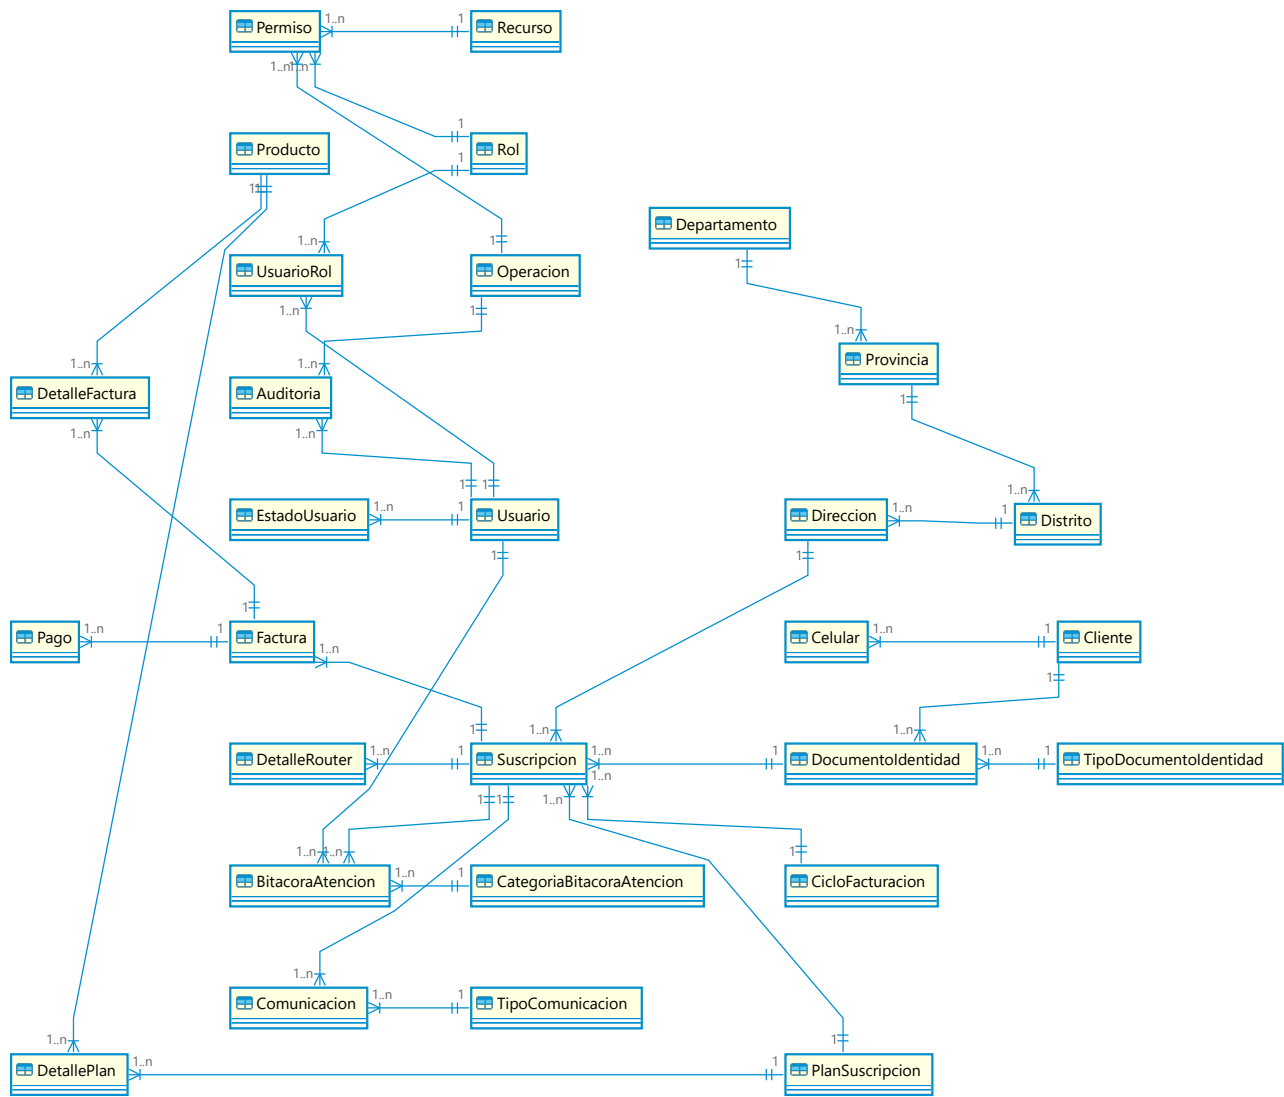 Permiso 1..n 1 Recurso
1..n 1..n
1
Producto Rol
1 1 1
Departamento
1..n 1 1
UsuarioRol Operacion
1..n 1 1..n
Provincia
1..n 1..n
DetalleFactura Auditoria 1
1..n 1..n
1 1 1..n
EstadoUsuario 1..n 1 Usuario Direccion 1..n 1 Distrito
1 1
1
Pago 1..n 1 Factura 1..n Celular 1..n 1 Cliente
1
1 1..n 1..n
DetalleRouter 1..n 1 Suscripcion 1..n 1 DocumentoIdentidad 1..n 1 TipoDocumentoIdentidad
1..n
1 1 1..n
1..n 1..n 1
BitacoraAtencion 1..n 1 CategoriaBitacoraAtencion CicloFacturacion
1..n
Comunicacion 1..n 1 TipoComunicacion
1..n 1
DetallePlan 1..n 1 PlanSuscripcion